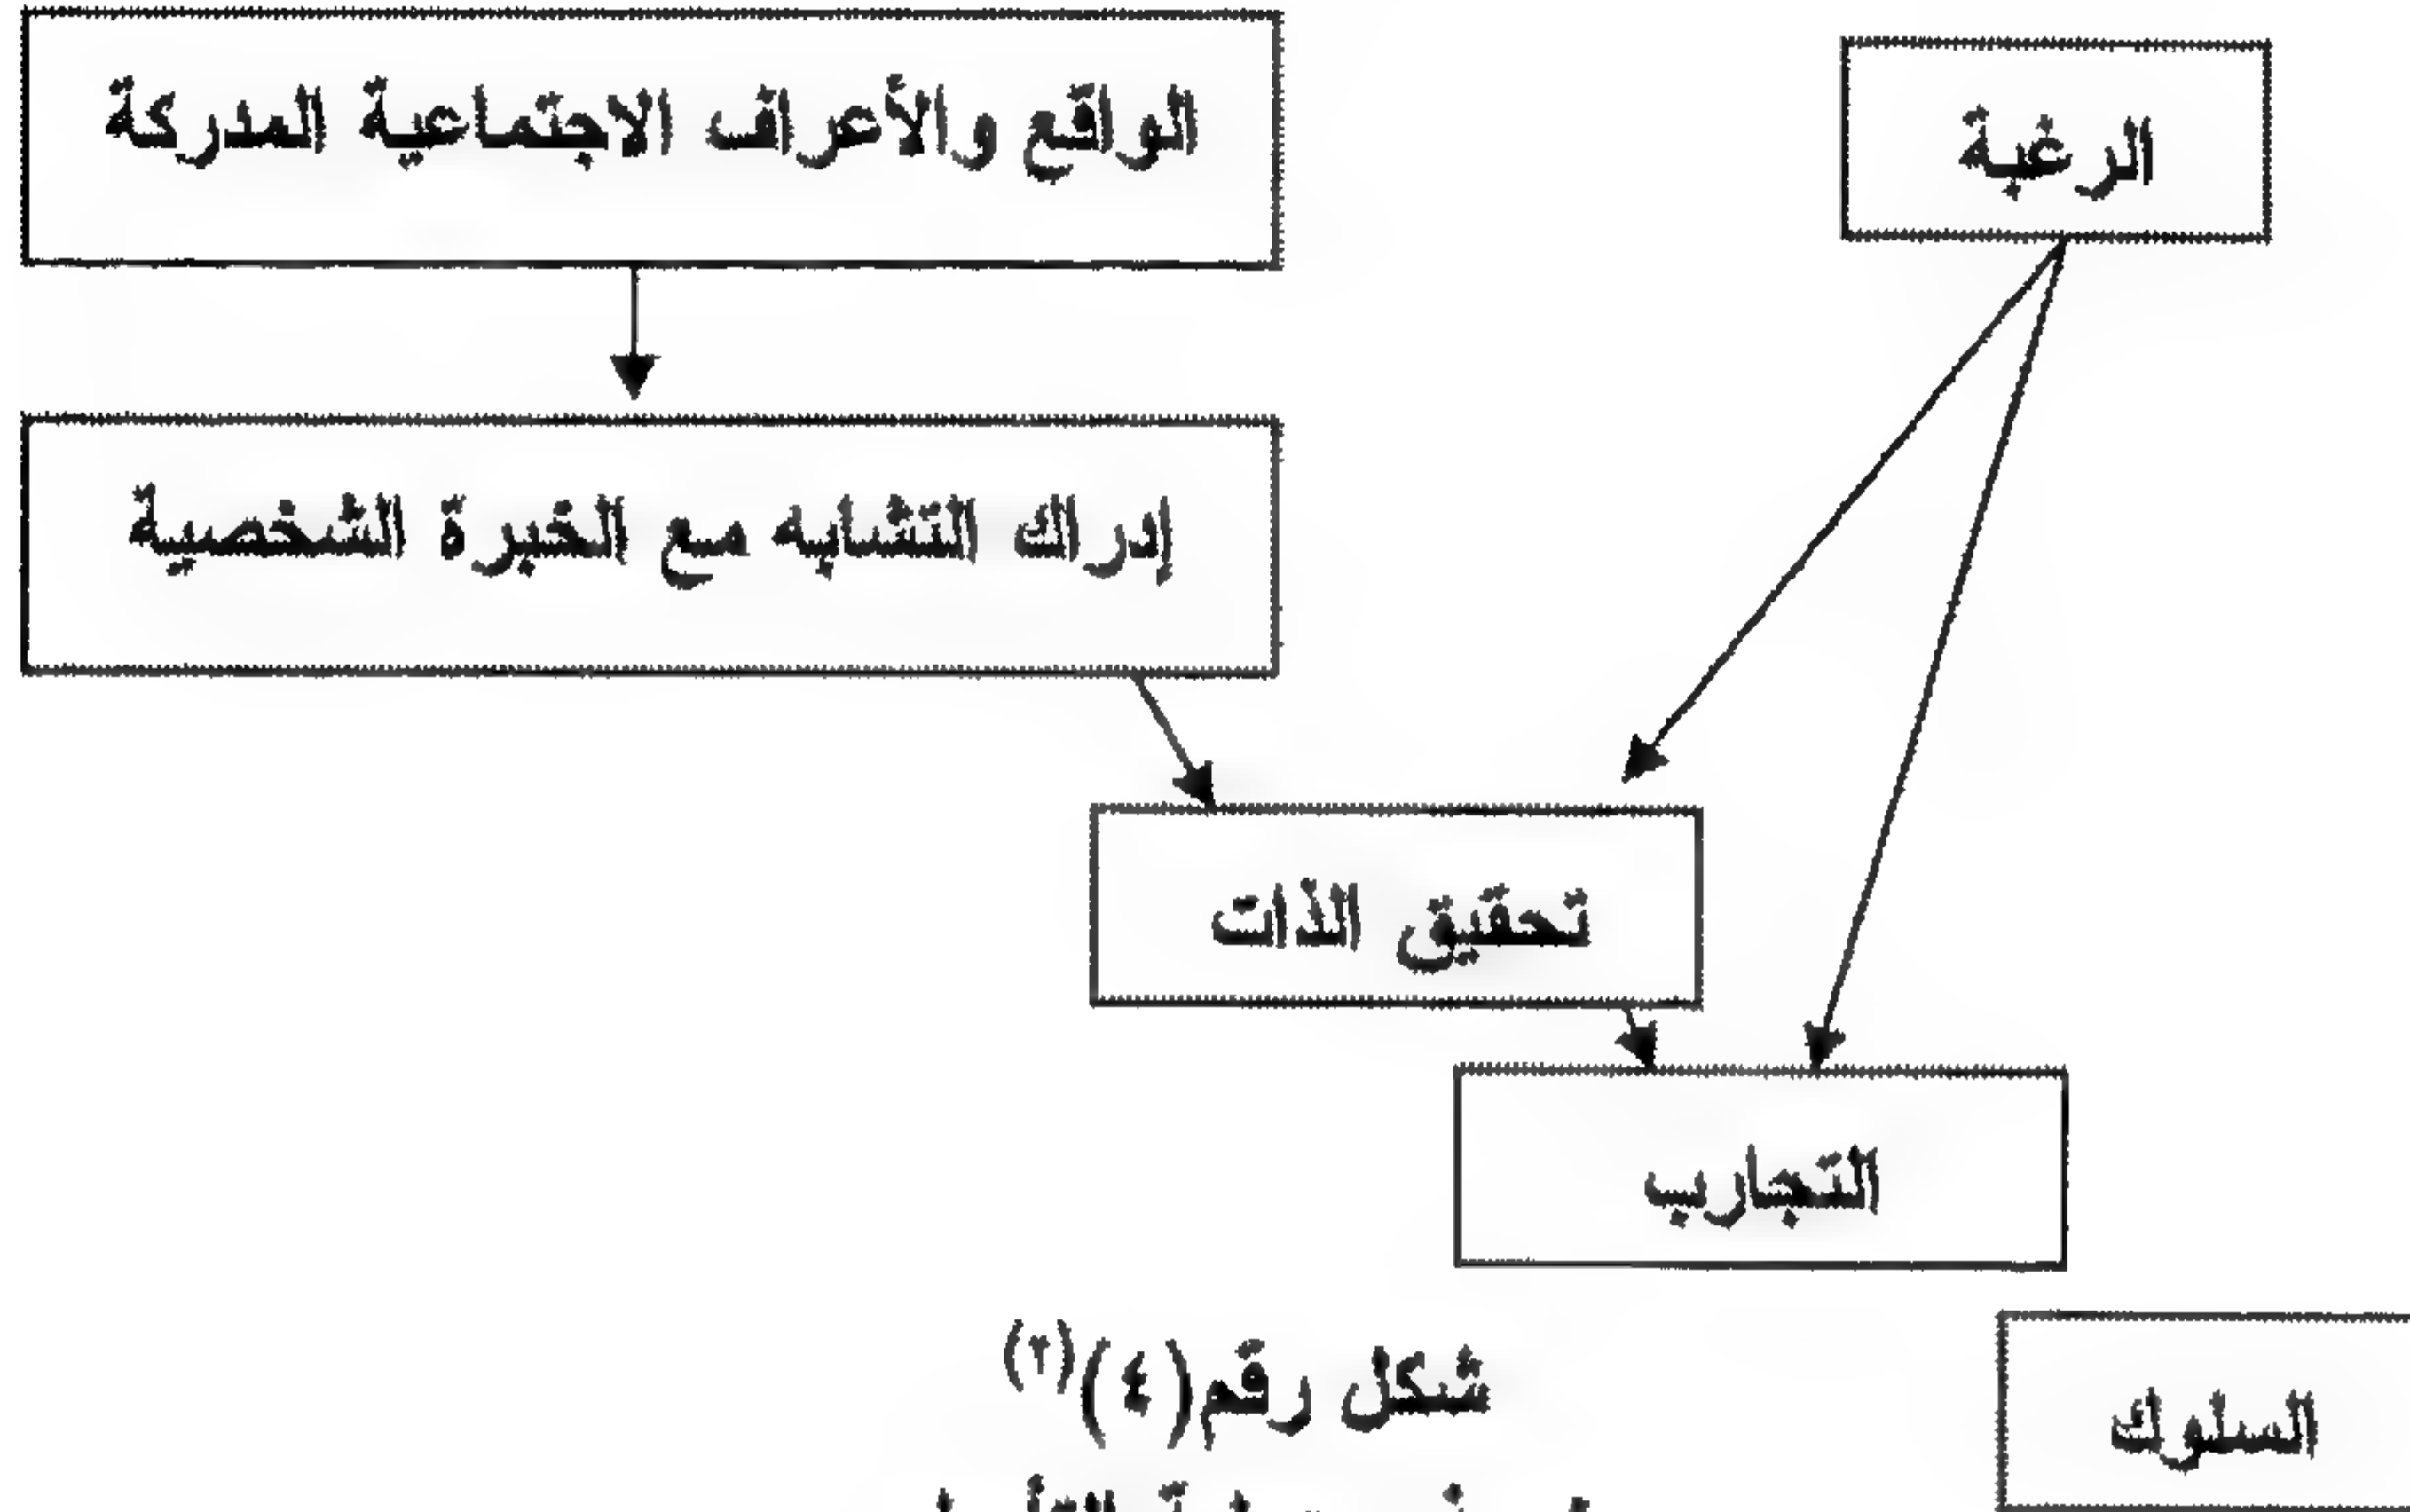 الواقع والأعراف الاجتماعية المدركة
الرغبة
إدراك التشابه مع الخبرة الشخصية
تحقيق الذات
التجارب
شكل رقم(٤)(٢)
السلوك